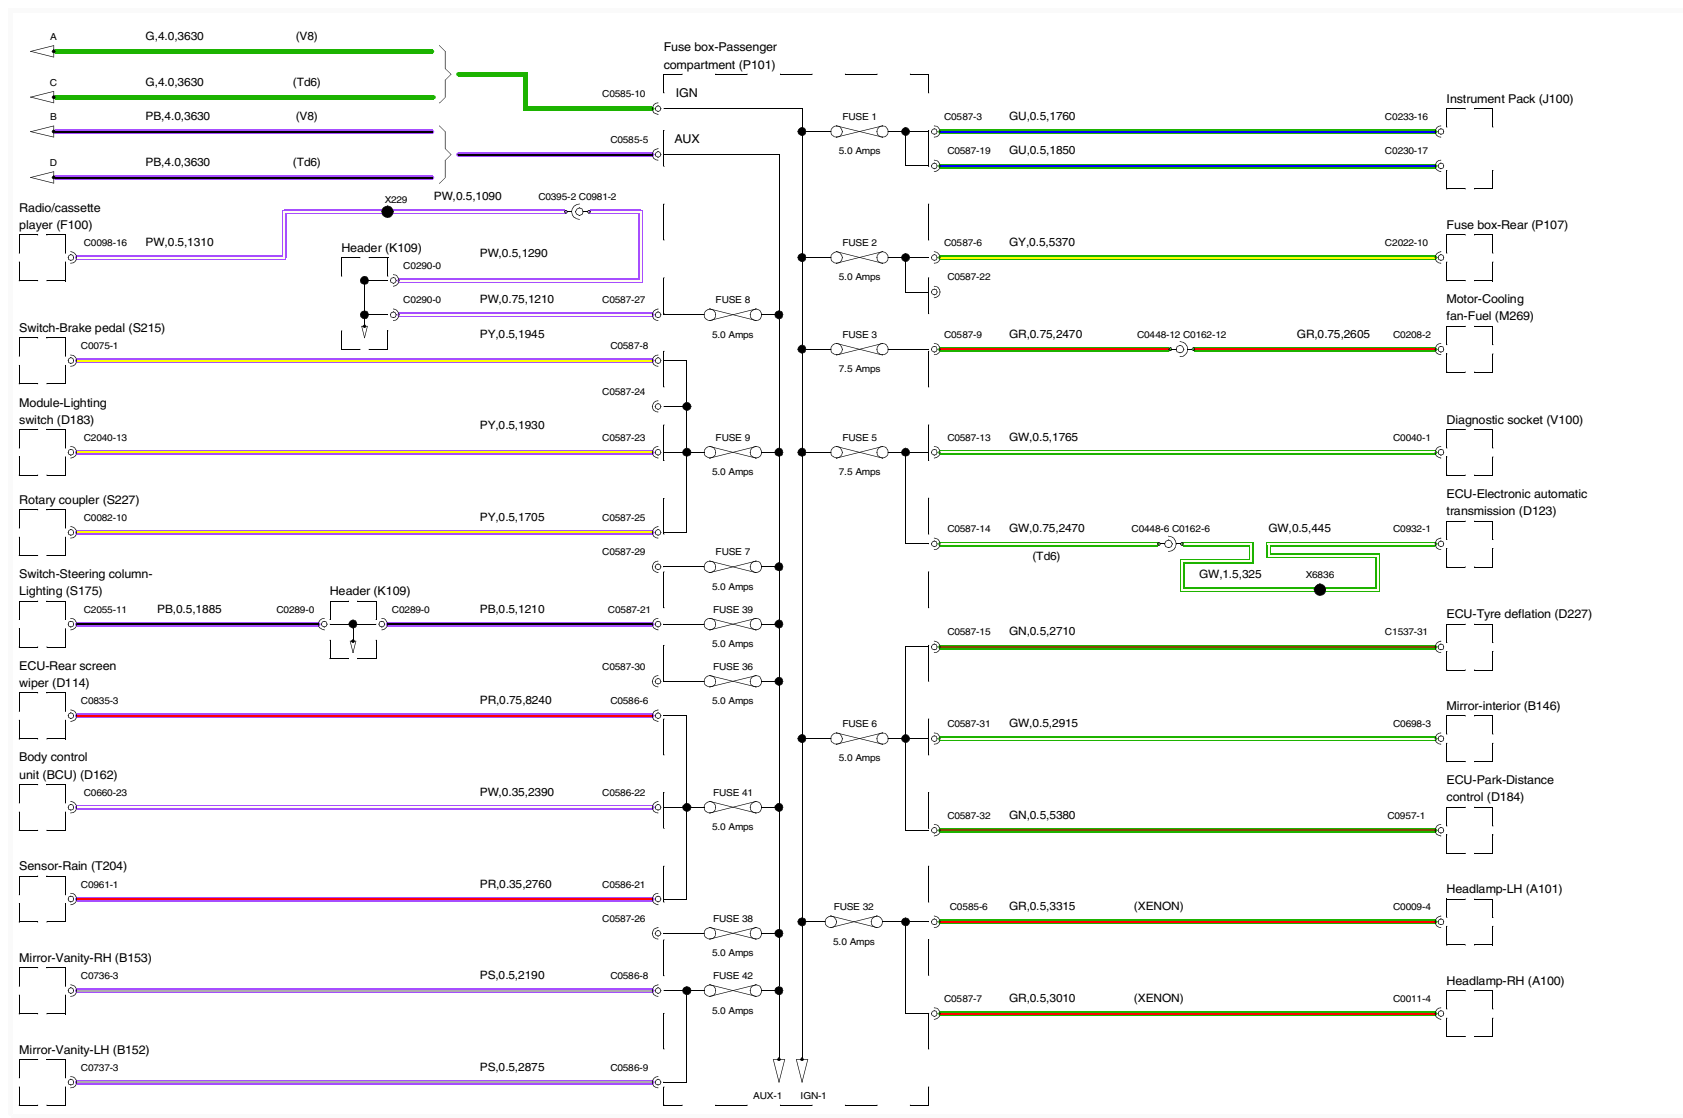 A G,4.0,3630 (V8)
C G,4.0,3630 (Td6)
B PB,4.0,3630 (V8)
D PB,4.0,3630 (Td6)
Fuse box-Passenger
compartment (P101)
C0585-10 IGN
C0585-5 AUX
Radio/cassette
player (F100)
C0098-16 PW,0.5,1310
X229 PW,0.5,1090 C0395-2 C0981-2
Header (K109)
C0290-0 PW,0.5,1290
C0290-0 PW,0.75,1210 C0587-27
FUSE 8
5.0 Amps
Switch-Brake pedal (S215)
C0075-1 PY,0.5,1945 C0587-8
C0587-24
Module-Lighting
switch (D183)
C2040-13 PY,0.5,1930 C0587-23
FUSE 9
5.0 Amps
Rotary coupler (S227)
C0082-10 PY,0.5,1705 C0587-25
C0587-29 FUSE 7
5.0 Amps
Switch-Steering column-
Lighting (S175)
C2055-11 PB,0.5,1885 C0289-0
Header (K109)
C0289-0 PB,0.5,1210 C0587-21
FUSE 39
5.0 Amps
C0587-30 FUSE 36
5.0 Amps
ECU-Rear screen
wiper (D114)
C0835-3 PR,0.75,8240 C0586-6
Body control
unit (BCU) (D162)
C0660-23 PW,0.35,2390 C0586-22
FUSE 41
5.0 Amps
Sensor-Rain (T204)
C0961-1 PR,0.35,2760 C0586-21
C0587-26 FUSE 38
5.0 Amps
Mirror-Vanity-RH (B153)
C0736-3 PS,0.5,2190 C0586-8
FUSE 42
5.0 Amps
Mirror-Vanity-LH (B152)
C0737-3 PS,0.5,2875 C0586-9
AUX-1 IGN-1
FUSE 1
5.0 Amps
C0587-3 GU,0.5,1760 C0233-16
Instrument Pack (J100)
C0587-19 GU,0.5,1850 C0230-17
FUSE 2
5.0 Amps
C0587-6 GY,0.5,5370 C2022-10
Fuse box-Rear (P107)
C0587-22
FUSE 3
7.5 Amps
C0587-9 GR,0.75,2470 C0448-12 C0162-12 GR,0.75,2605 C0208-2
Motor-Cooling
fan-Fuel (M269)
FUSE 5
7.5 Amps
C0587-13 GW,0.5,1765 C0040-1
Diagnostic socket (V100)
C0587-14 GW,0.75,2470 C0448-6 C0162-6 GW,0.5,445 C0932-1
(Td6)
GW,1.5,325 X6836
ECU-Electronic automatic
transmission (D123)
C0587-15 GN,0.5,2710 C1537-31
ECU-Tyre deflation (D227)
FUSE 6
5.0 Amps
C0587-31 GW,0.5,2915 C0698-3
Mirror-interior (B146)
C0587-32 GN,0.5,5380 C0957-1
ECU-Park-Distance
control (D184)
FUSE 32
5.0 Amps
C0585-6 GR,0.5,3315 (XENON) C0009-4
Headlamp-LH (A101)
C0587-7 GR,0.5,3010 (XENON) C0011-4
Headlamp-RH (A100)